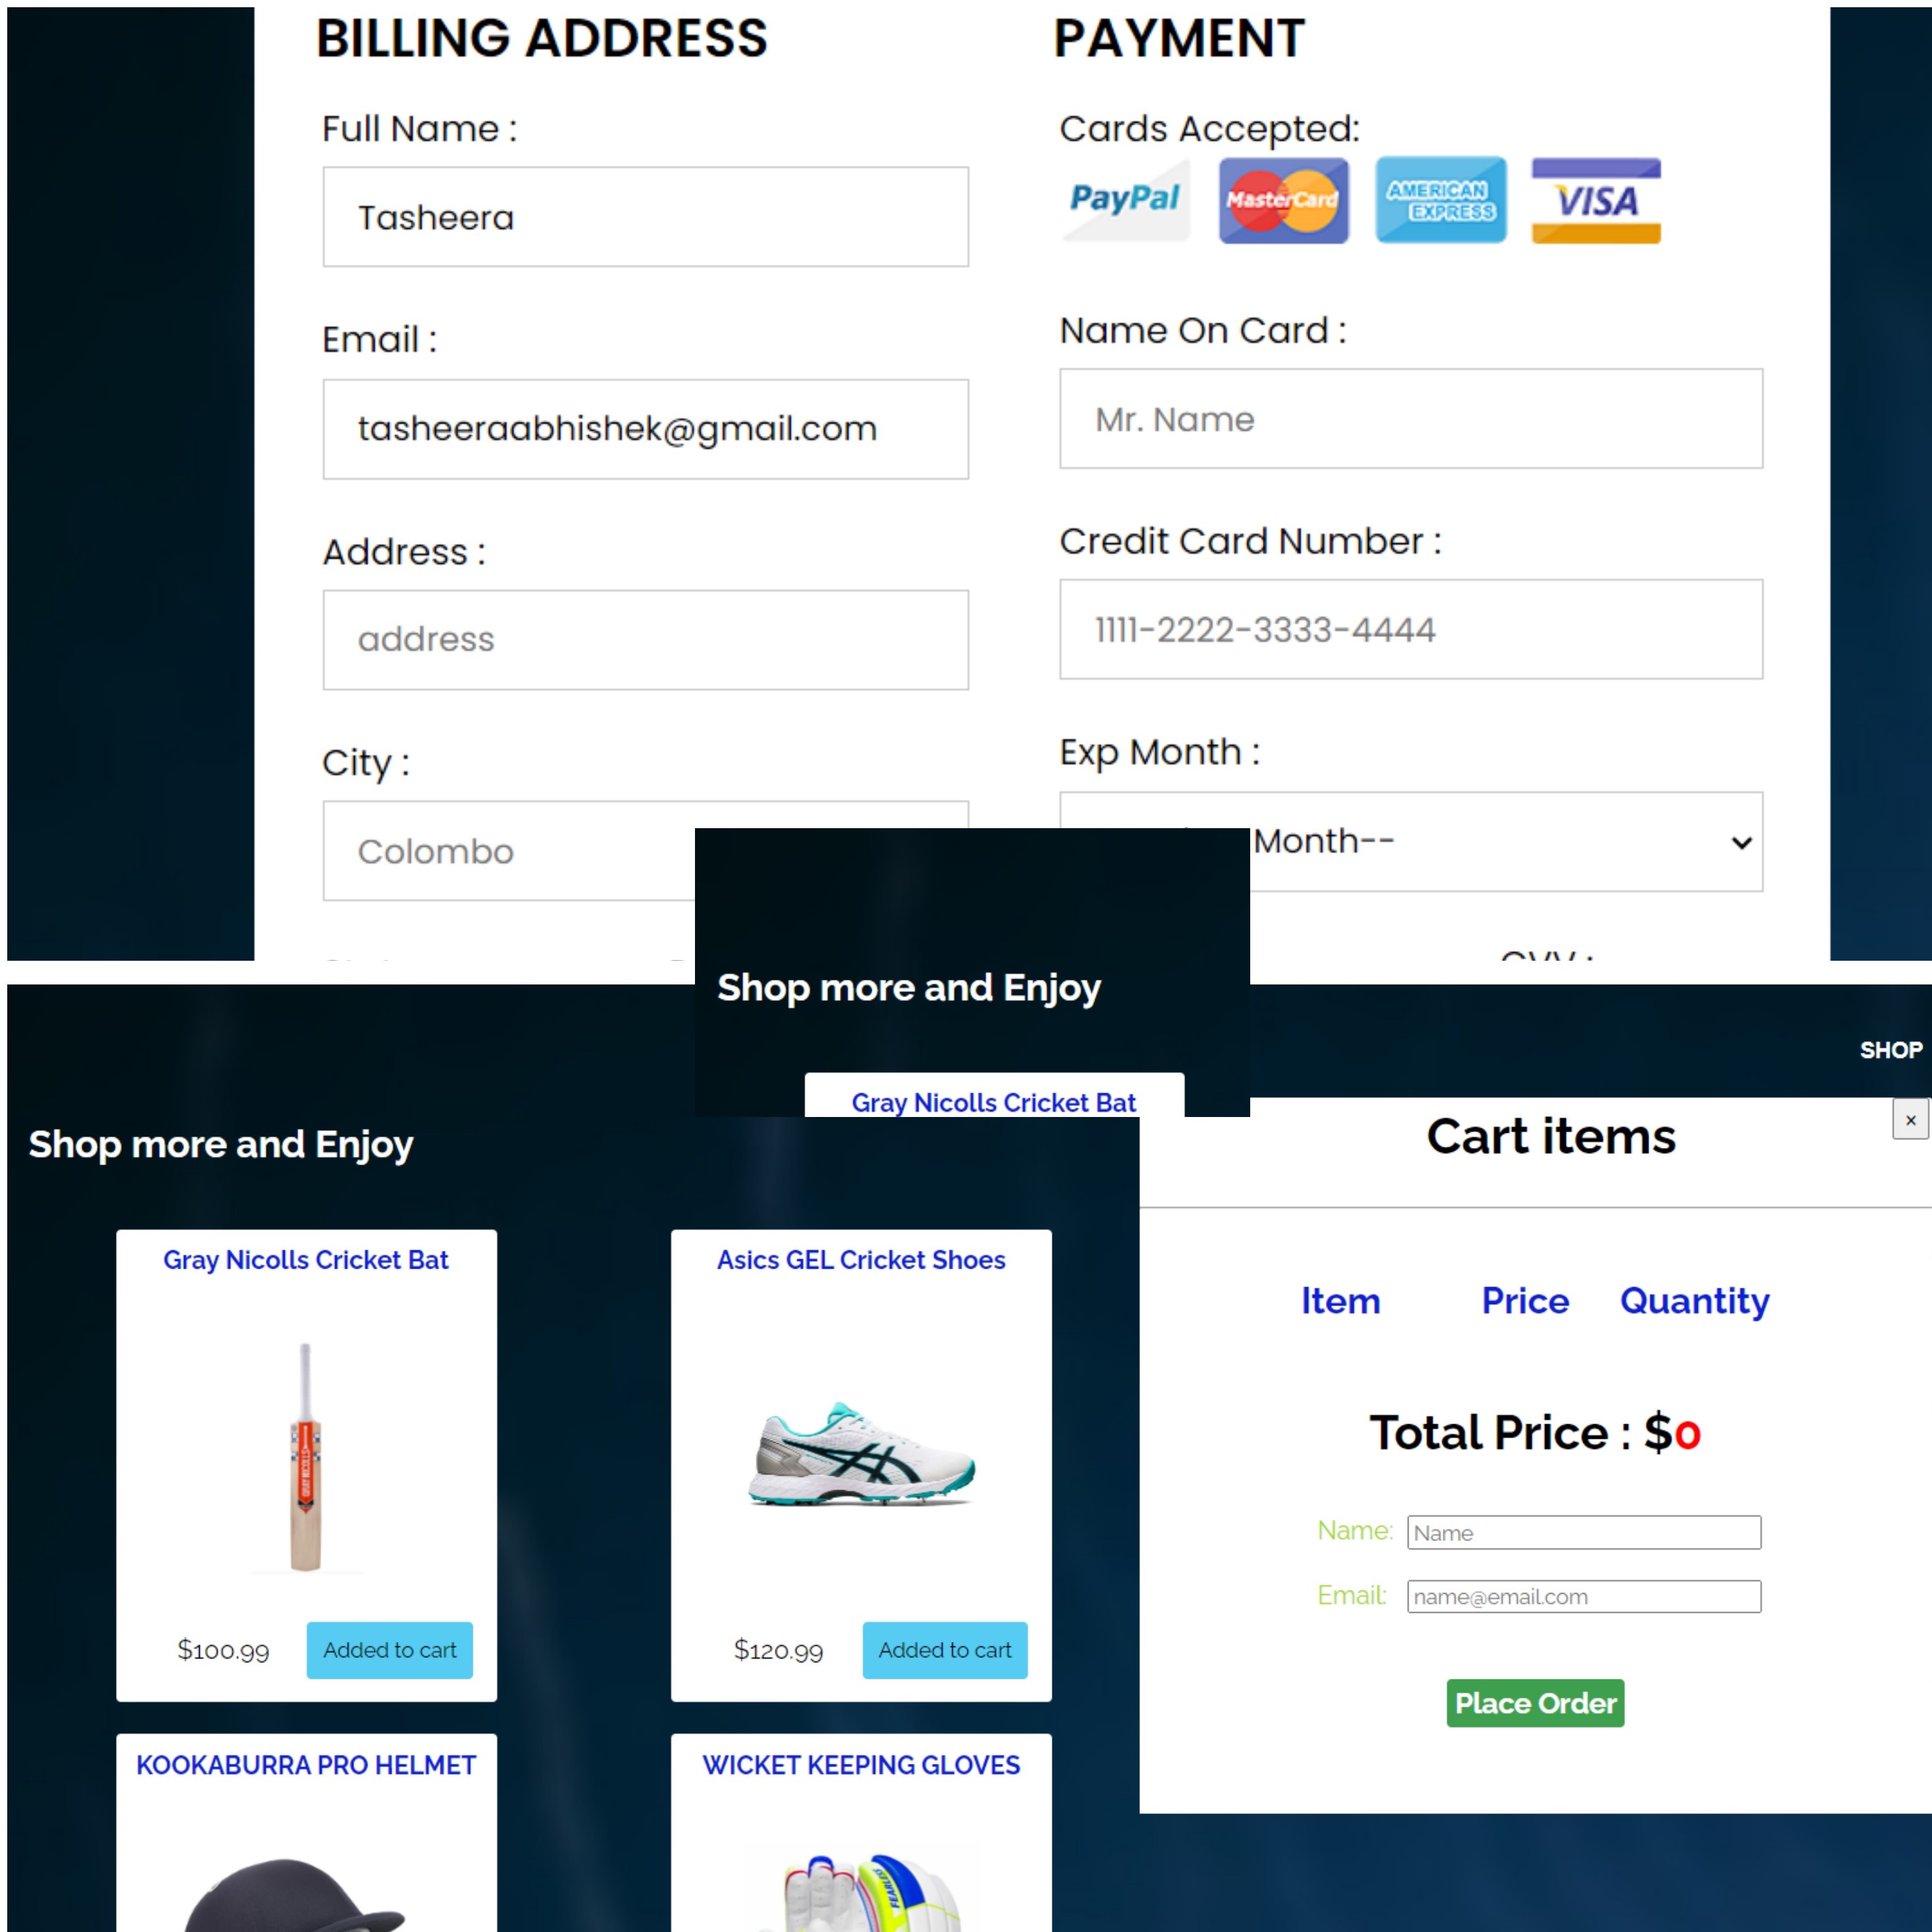 BILLING ADDRESS
Full Name :
Tasheera
Email :
tasheeraabhishek@gmail.com
Address :
address
City :
Colombo
PAYMENT
Cards Accepted:
PayPal MasterCard AMERICAN EXPRESS VISA
Name On Card :
Mr. Name
Credit Card Number :
1111-2222-3333-4444
Exp Month :
Month--
CVV :
Shop more and Enjoy
Gray Nicolls Cricket Bat
SHOP
Shop more and Enjoy
Gray Nicolls Cricket Bat
GRAY NICOLLS
$100.99 Added to cart
Asics GEL Cricket Shoes
$120.99 Added to cart
KOOKABURRA PRO HELMET
WICKET KEEPING GLOVES
FEARLESS
Cart items
×
Item Price Quantity
Total Price : $0
Name: Name
Email: name@email.com
Place Order